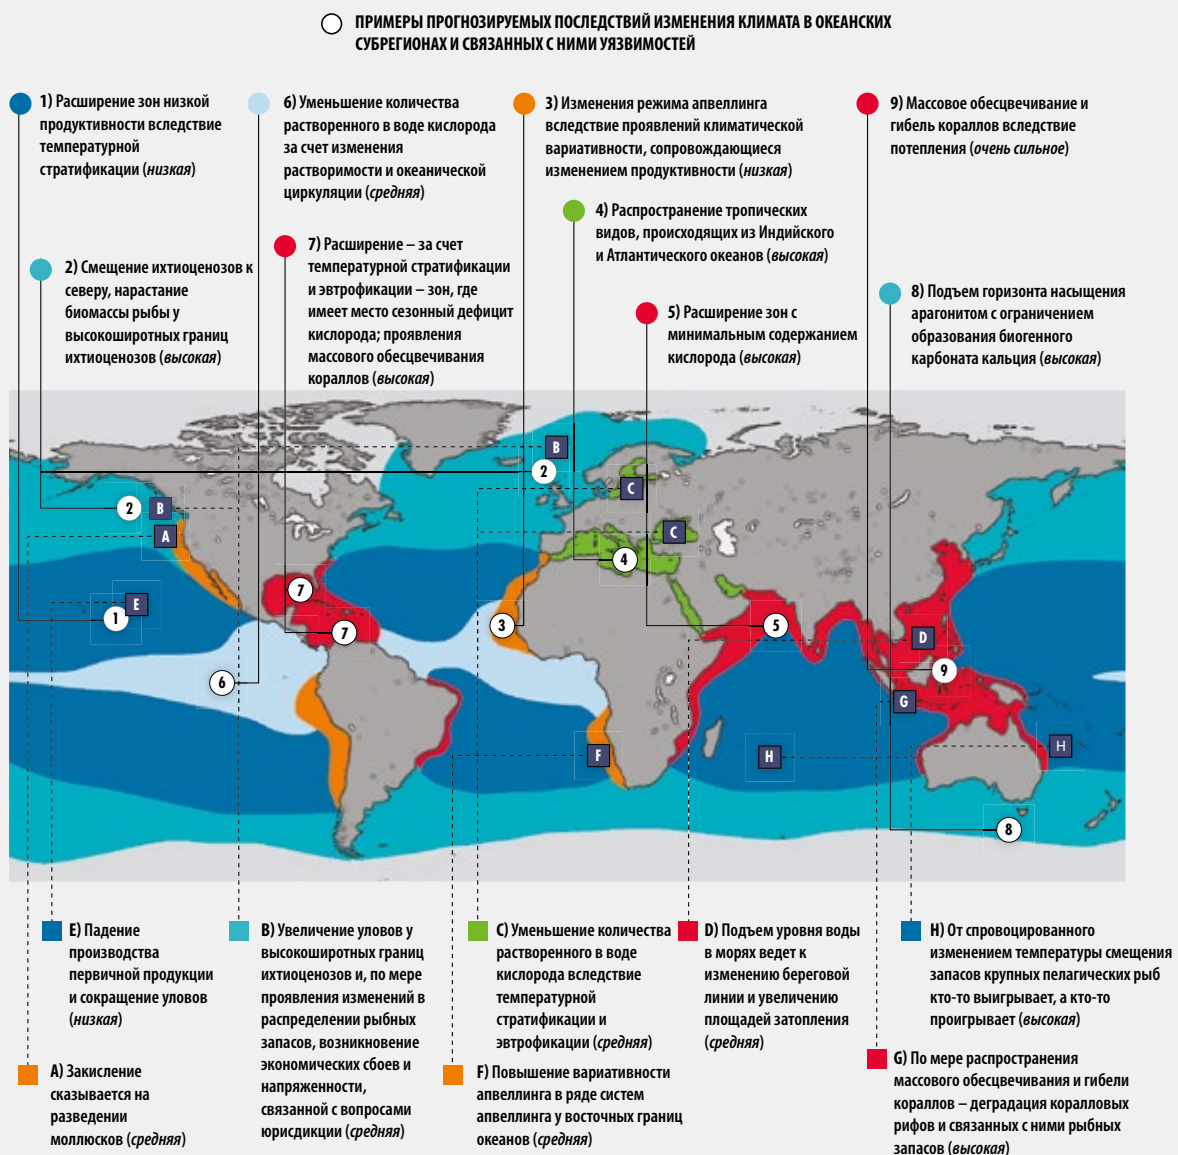 ПРИМЕРЫ ПРОГНОЗИРУЕМЫХ ПОСЛЕДСТВИЙ ИЗМЕНЕНИЯ КЛИМАТА В ОКЕАНСКИХ
СУБРЕГИОНАХ И СВЯЗАННЫХ С НИМИ УЯЗВИМОСТЕЙ
1) Расширение зон низкой
продуктивности вследствие
температурной
стратификации (низкая)
6) Уменьшение количества
растворенного в воде кислорода
за счет изменения
растворимости и океанической
циркуляции (средняя)
3) Изменения режима апвеллинга
вследствие проявлений климатической
вариативности, сопровождающиеся
изменением продуктивности (низкая)
9) Массовое обесцвечивание и
гибель кораллов вследствие
потепления (очень сильное)
2) Смещение ихтиоценозов к
северу, нарастание
биомассы рыбы у
высокоширотных границ
ихтиоценозов (высокая)
7) Расширение – за счет
температурной стратификации
и эвтрофикации – зон, где
имеет место сезонный дефицит
кислорода; проявления
массового обесцвечивания
кораллов (высокая)
4) Распространение тропических
видов, происходящих из Индийского
и Атлантического океанов (высокая)
5) Расширение зон с
минимальным содержанием
кислорода (высокая)
8) Подъем горизонта насыщения
арагонитом с ограничением
образования биогенного
карбоната кальция (высокая)
B
2
C
2
B
A
C
4
7
E
1
3
5
7
D
6
9
G
F
H
H
8
E) Падение
производства
первичной продукции
и сокращение уловов
(низкая)
B) Увеличение уловов у
высокоширотных границ
ихтиоценозов и, по мере
проявления изменений в
распределении рыбных
запасов, возникновение
экономических сбоев и
напряженности,
связанной с вопросами
юрисдикции (средняя)
C) Уменьшение количества
растворенного в воде
кислорода вследствие
температурной
стратификации и
эвтрофикации (средняя)
D) Подъем уровня воды
в морях ведет к
изменению береговой
линии и увеличению
площадей затопления
(средняя)
H) От спровоцированного
изменением температуры смещения
запасов крупных пелагических рыб
кто-то выигрывает, а кто-то
проигрывает (высокая)
A) Закисление
сказывается на
разведении
моллюсков (средняя)
F) Повышение вариативности
апвеллинга в ряде систем
апвеллинга у восточных границ
океанов (средняя)
G) По мере распространения
массового обесцвечивания и гибели
кораллов – деградация коралловых
рифов и связанных с ними рыбных
запасов (высокая)